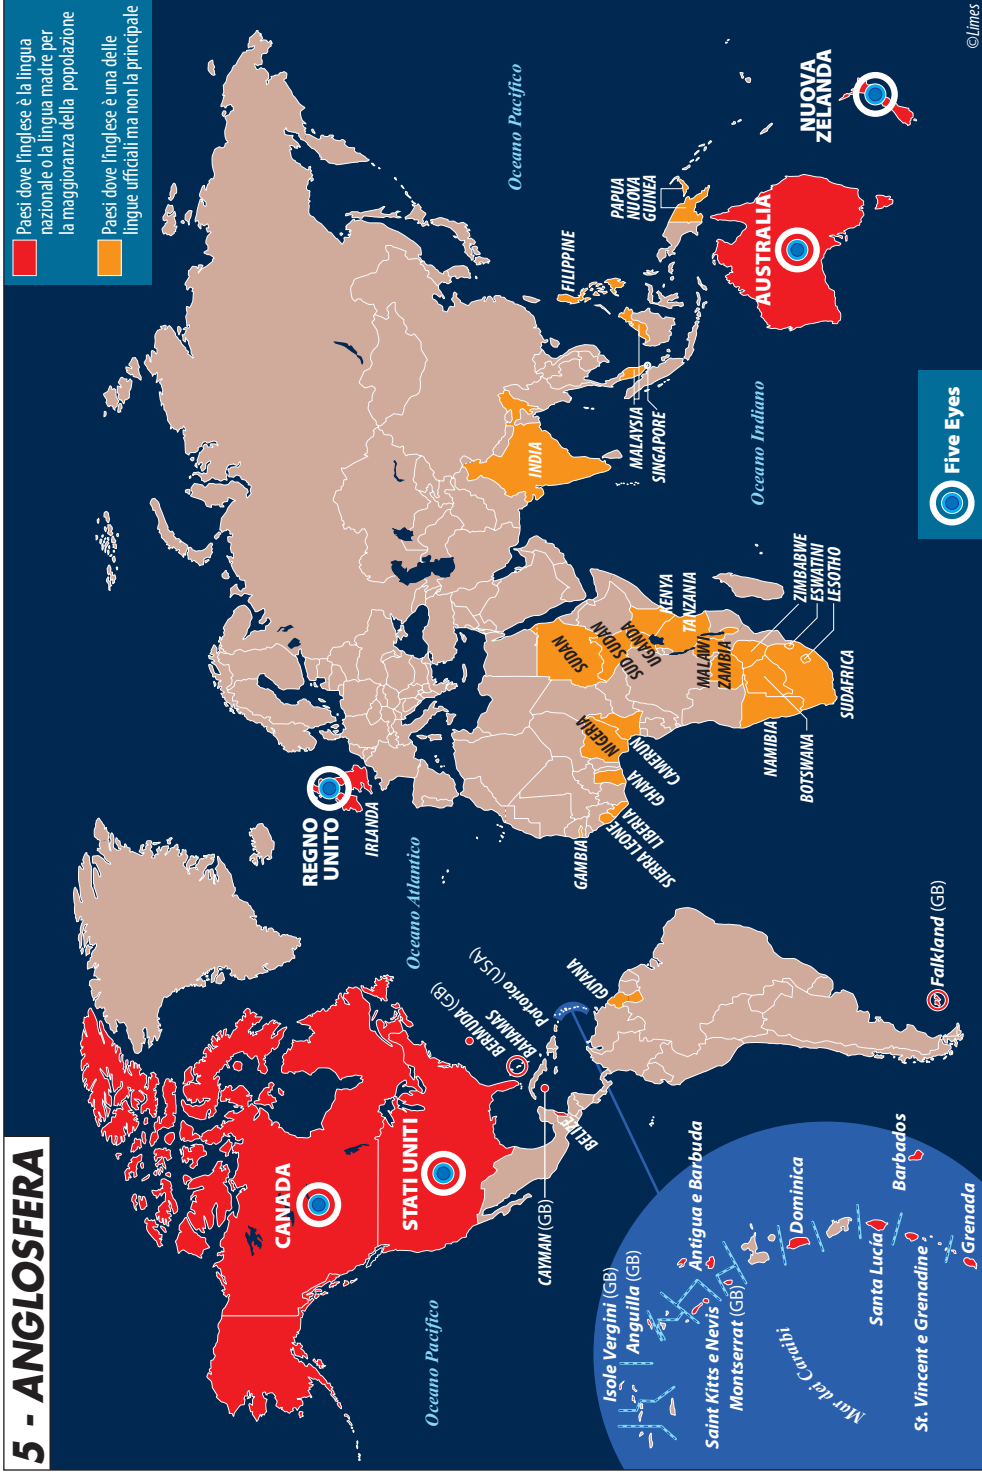 5 - ANGLOSFERA
Paesi dove l'inglese è la lingua
nazionale o la lingua madre per
la maggioranza della popolazione
Paesi dove l'inglese è una delle
lingue ufficiali ma non la principale
CANADA
STATI UNITI
REGNO
UNITO
IRLANDA
Oceano Pacifico
Oceano Atlantico
Oceano Pacifico
Oceano Indiano
BERMUDA (GB)
BAHAMAS
Portorico (USA)
CAYMAN (GB)
BELIZE
GUYANA
Falkland (GB)
GAMBIA
SIERRA LEONE
LIBERIA
GHANA
CAMERUN
NIGERIA
SUDAN
SUD SUDAN
UGANDA
KENYA
TANZANIA
MALAWI
ZAMBIA
ZIMBABWE
ESWATINI
LESOTHO
NAMIBIA
BOTSWANA
SUDAFRICA
INDIA
MALAYSIA
SINGAPORE
FILIPPINE
PAPUA
NUOVA
GUINEA
AUSTRALIA
NUOVA
ZELANDA
Isole Vergini (GB)
Anguilla (GB)
Antigua e Barbuda
Saint Kitts e Nevis
Montserrat (GB)
Dominica
Santa Lucia
Barbados
St. Vincent e Grenadine
Grenada
Mar dei Caraibi
Five Eyes
©Limes